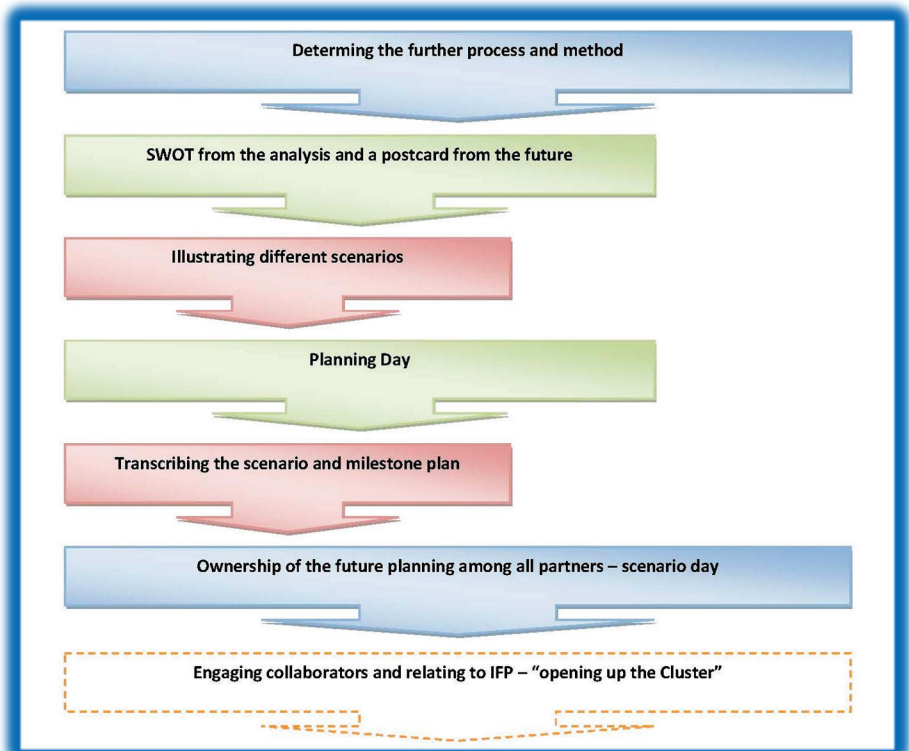 Determing the further process and method
SWOT from the analysis and a postcard from the future
Illustrating different scenarios
Planning Day
Transcribing the scenario and milestone plan
Ownership of the future planning among all partners – scenario day
Engaging collaborators and relating to IFP – “opening up the Cluster”